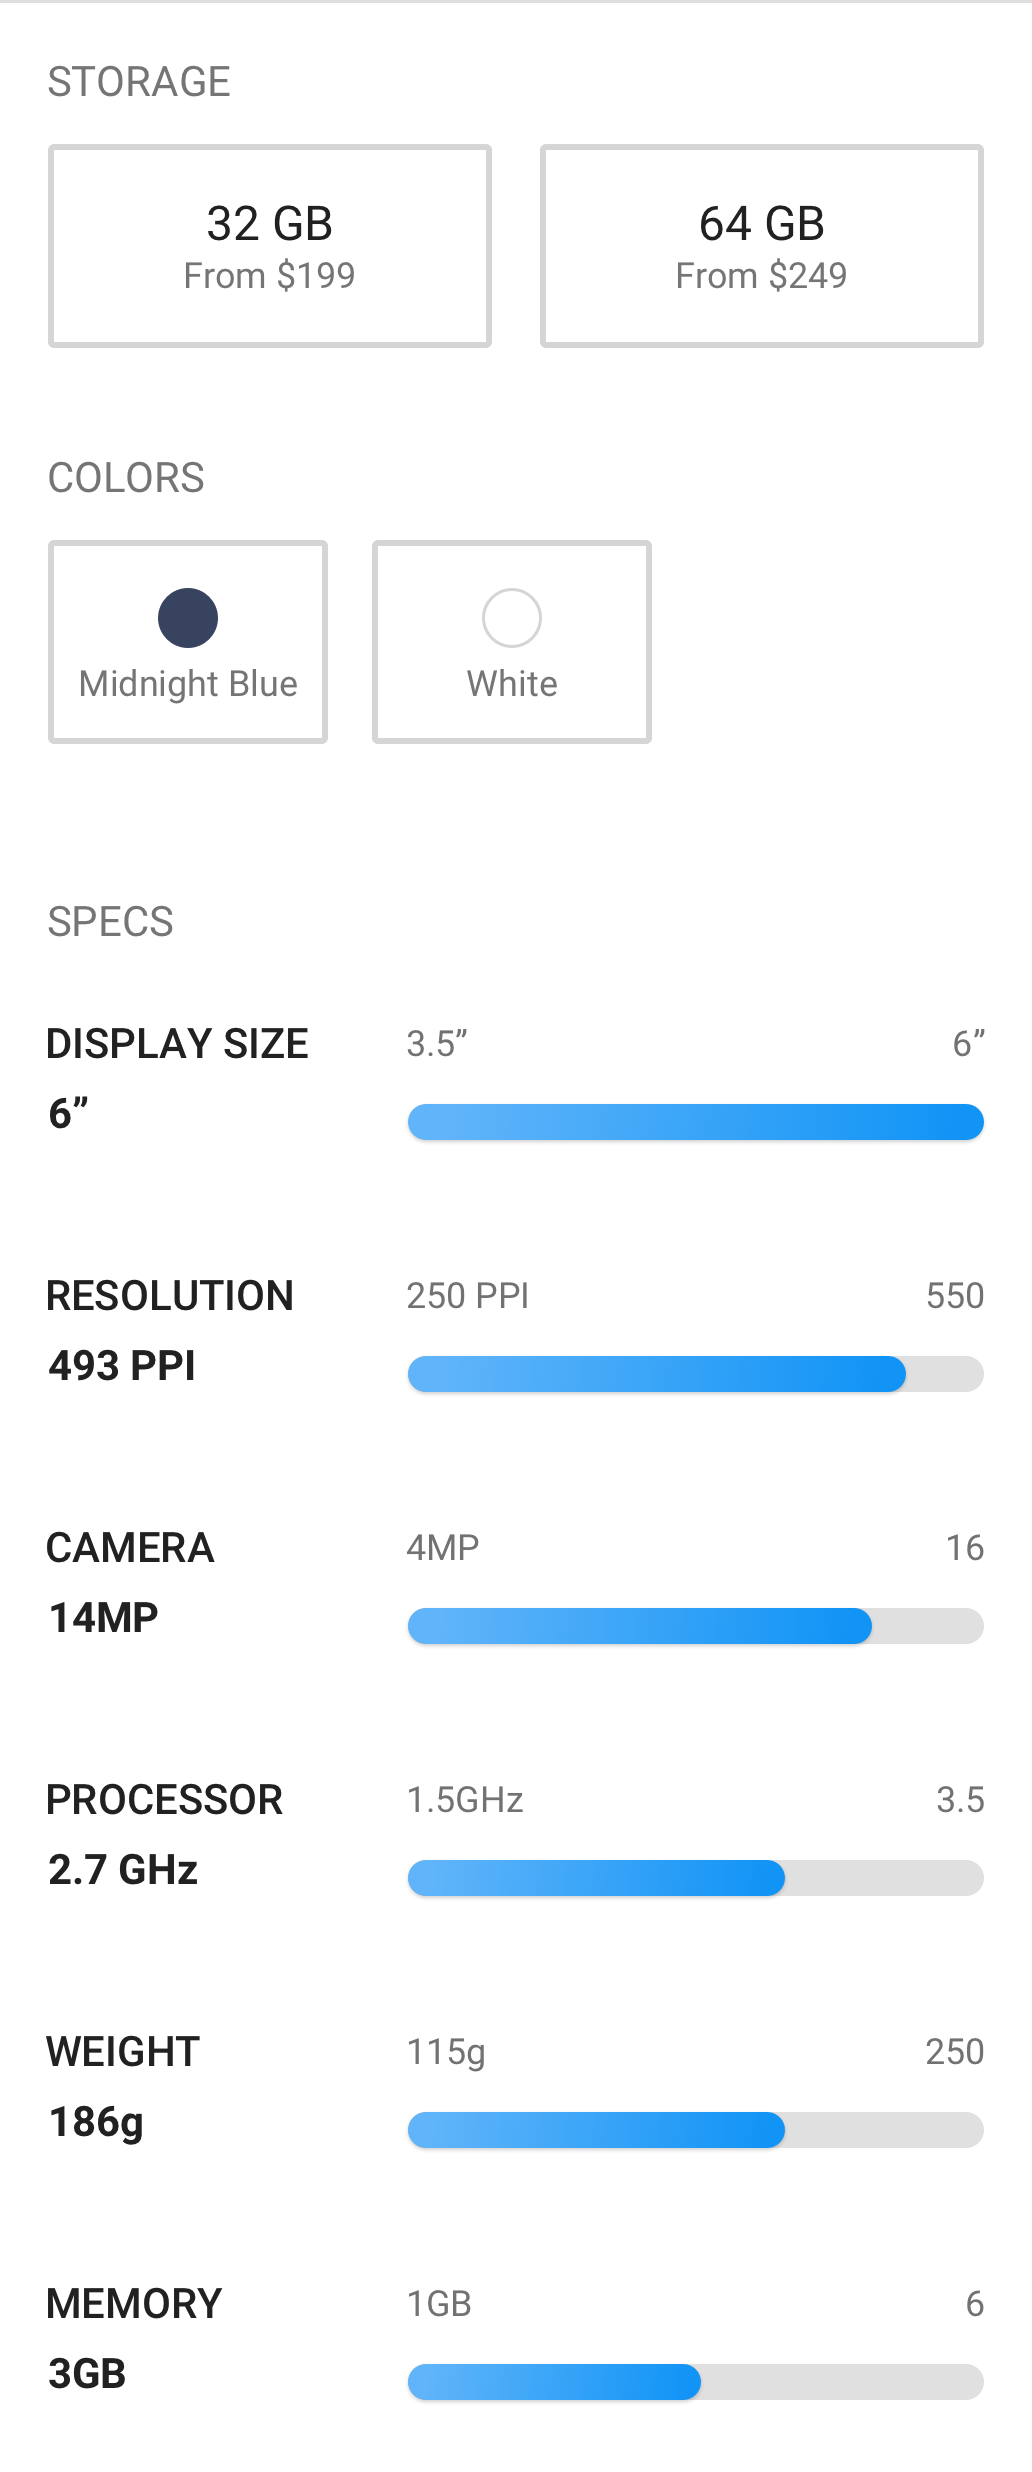 STORAGE
32 GB
From $199
64 GB
From $249
COLORS
Midnight Blue
White
SPECS
DISPLAY SIZE
6”
3.5” 6”
RESOLUTION
493 PPI
250 PPI 550
CAMERA
14MP
4MP 16
PROCESSOR
2.7 GHz
1.5GHz 3.5
WEIGHT
186g
115g 250
MEMORY
3GB
1GB 6